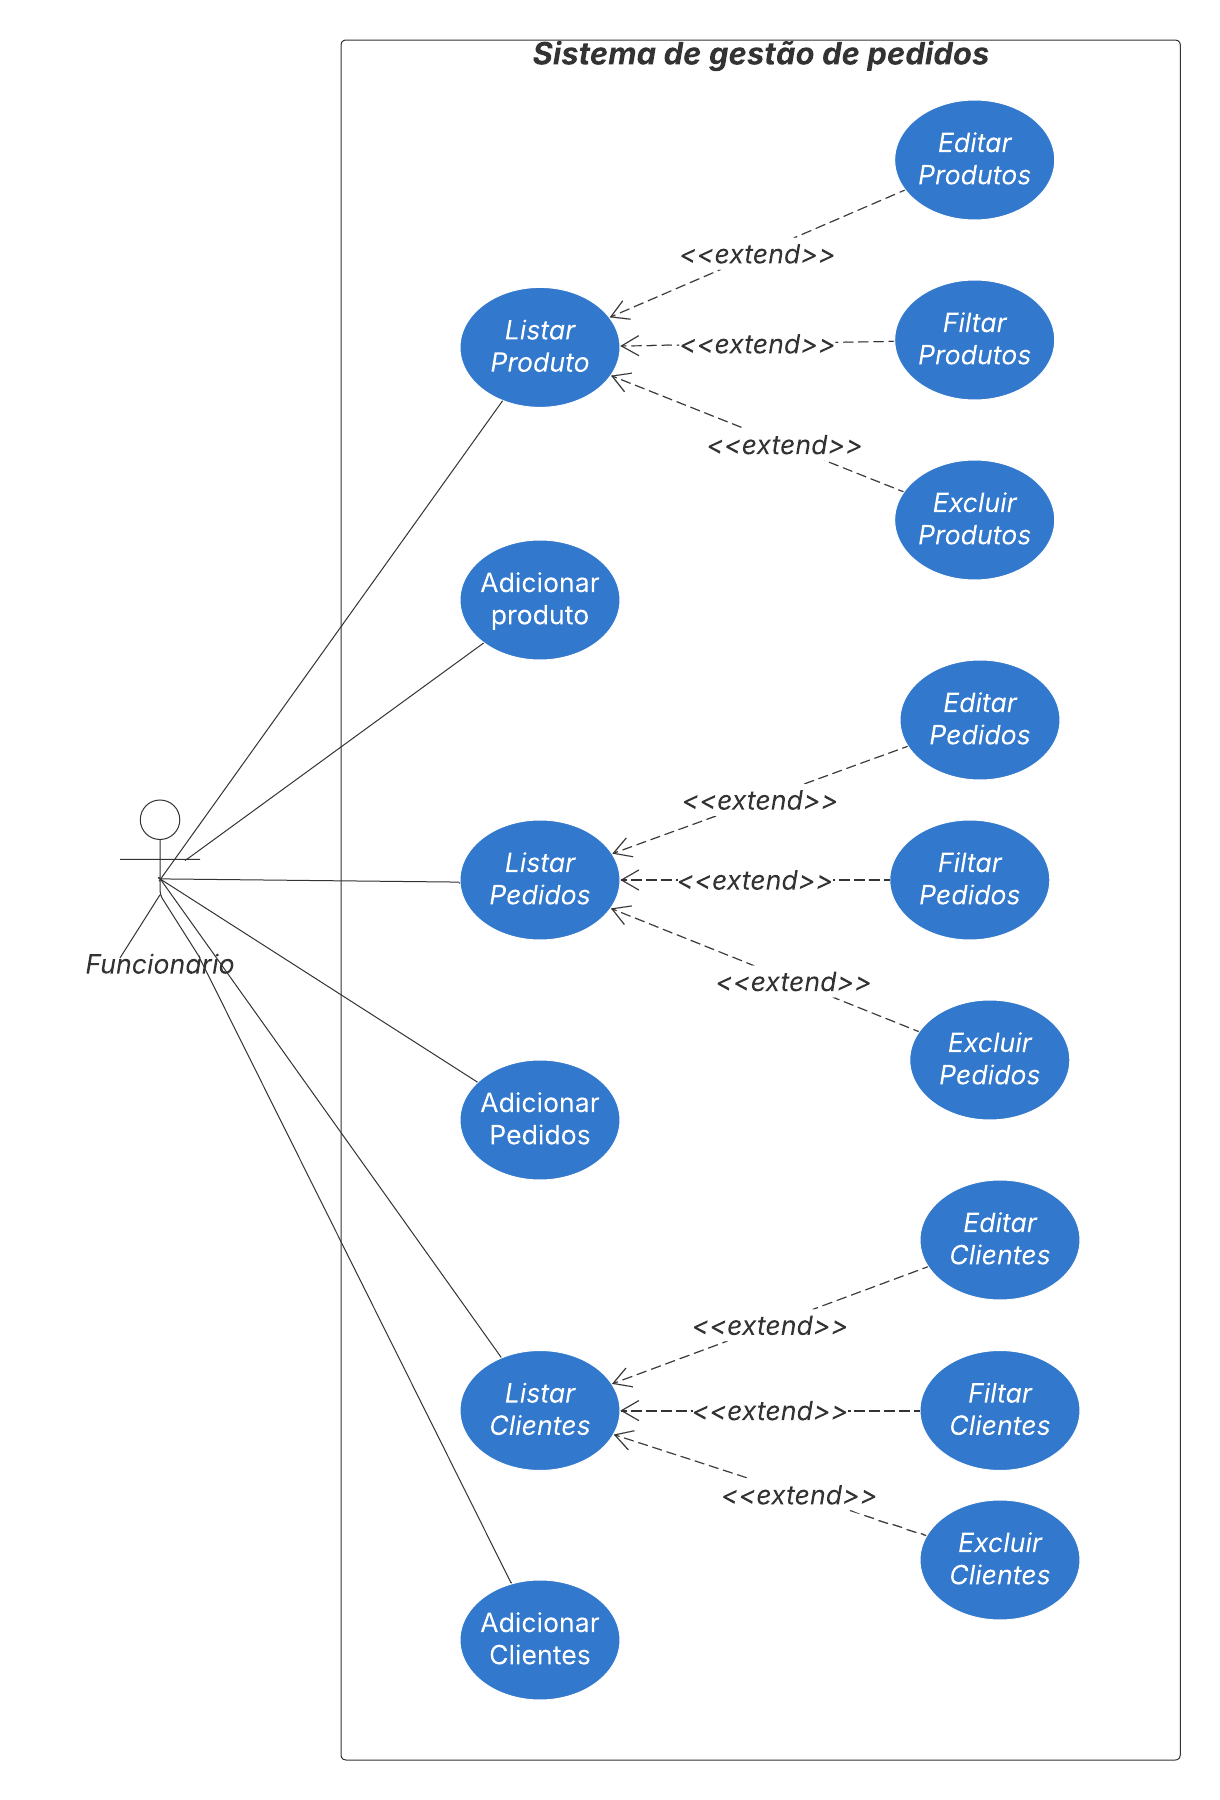 Sistema de gestão de pedidos
Editar
Produtos
<<extend>>
Listar
Produto
Filtar
Produtos
<<extend>>
<<extend>>
Excluir
Produtos
Adicionar
produto
Editar
Pedidos
<<extend>>
Listar
Pedidos
<<extend>>
Filtar
Pedidos
Funcionario
<<extend>>
Excluir
Pedidos
Adicionar
Pedidos
Editar
Clientes
<<extend>>
Listar
Clientes
<<extend>>
Filtar
Clientes
<<extend>>
Excluir
Clientes
Adicionar
Clientes